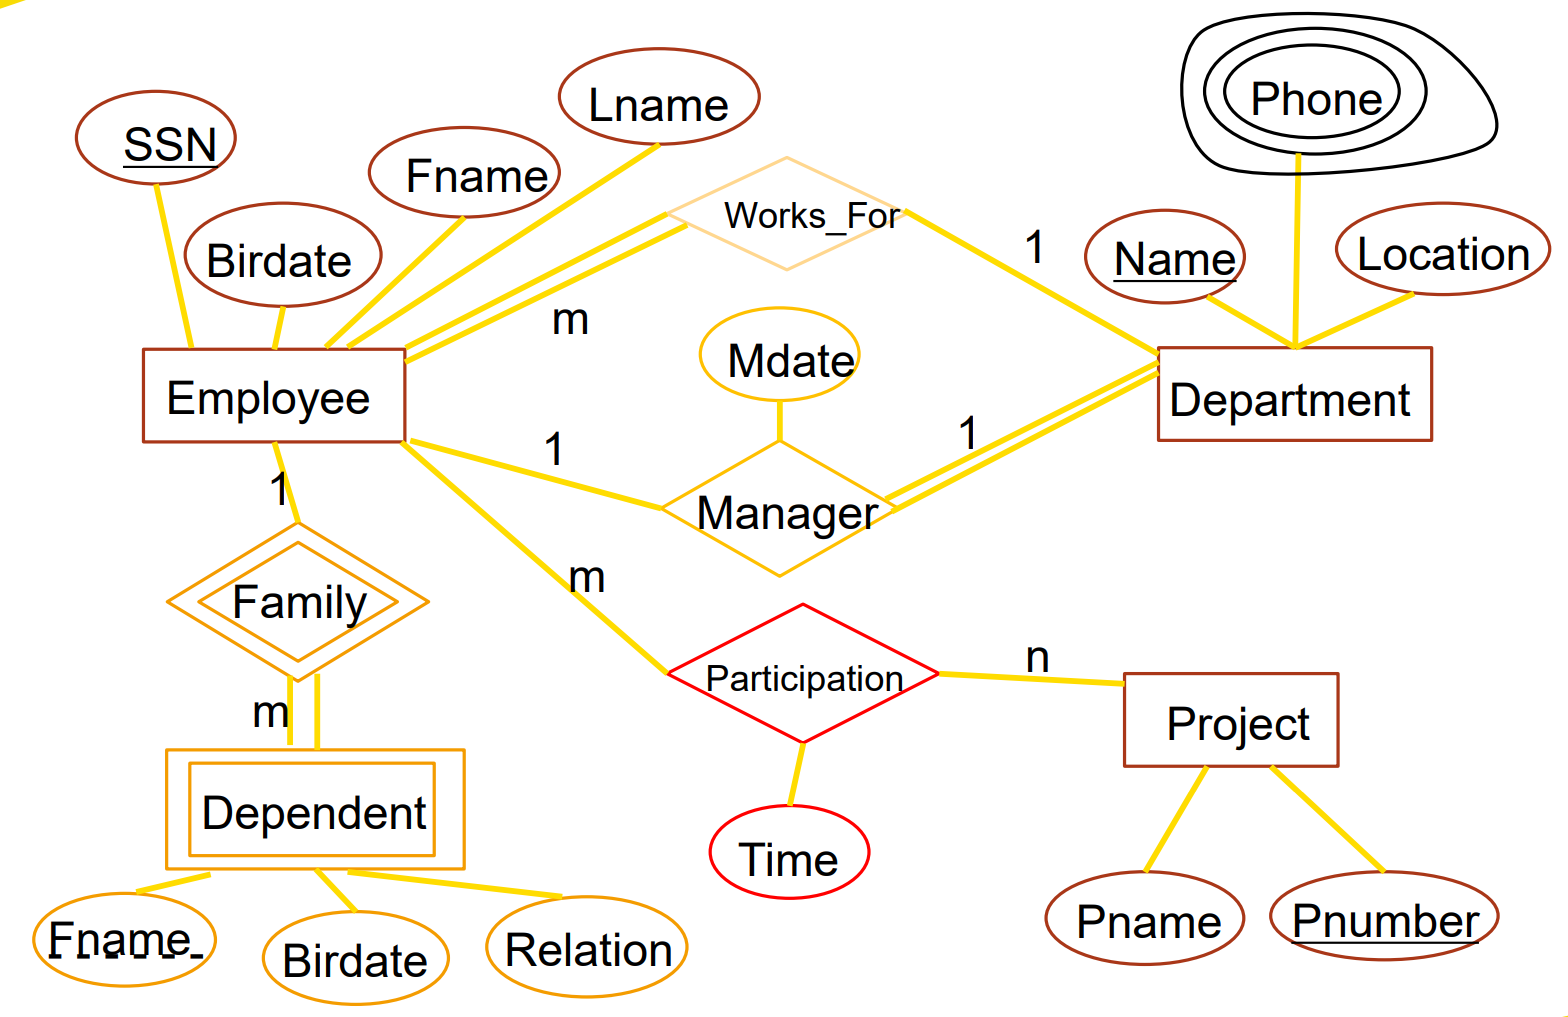 Phone
Lname
SSN
Fname
Works_For
Birdate
1
Name
Location
m
Mdate
Employee
Department
1
1
1
Manager
m
Family
n
Participation
m
Project
Dependent
Time
Fname
Birdate
Relation
Pname
Pnumber